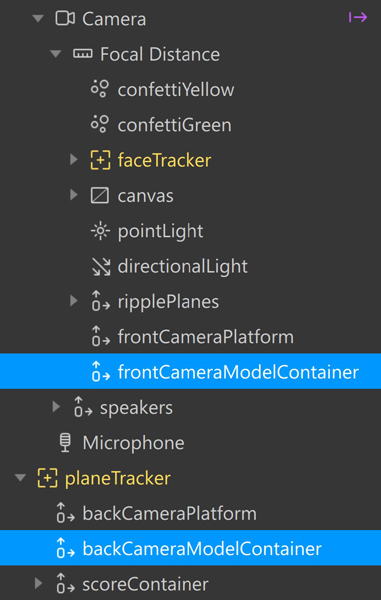 Camera
Focal Distance
confettiYellow
confettiGreen
faceTracker
canvas
pointLight
directionalLight
ripplePlanes
frontCameraPlatform
frontCameraModelContainer
speakers
Microphone
planeTracker
backCameraPlatform
backCameraModelContainer
scoreContainer